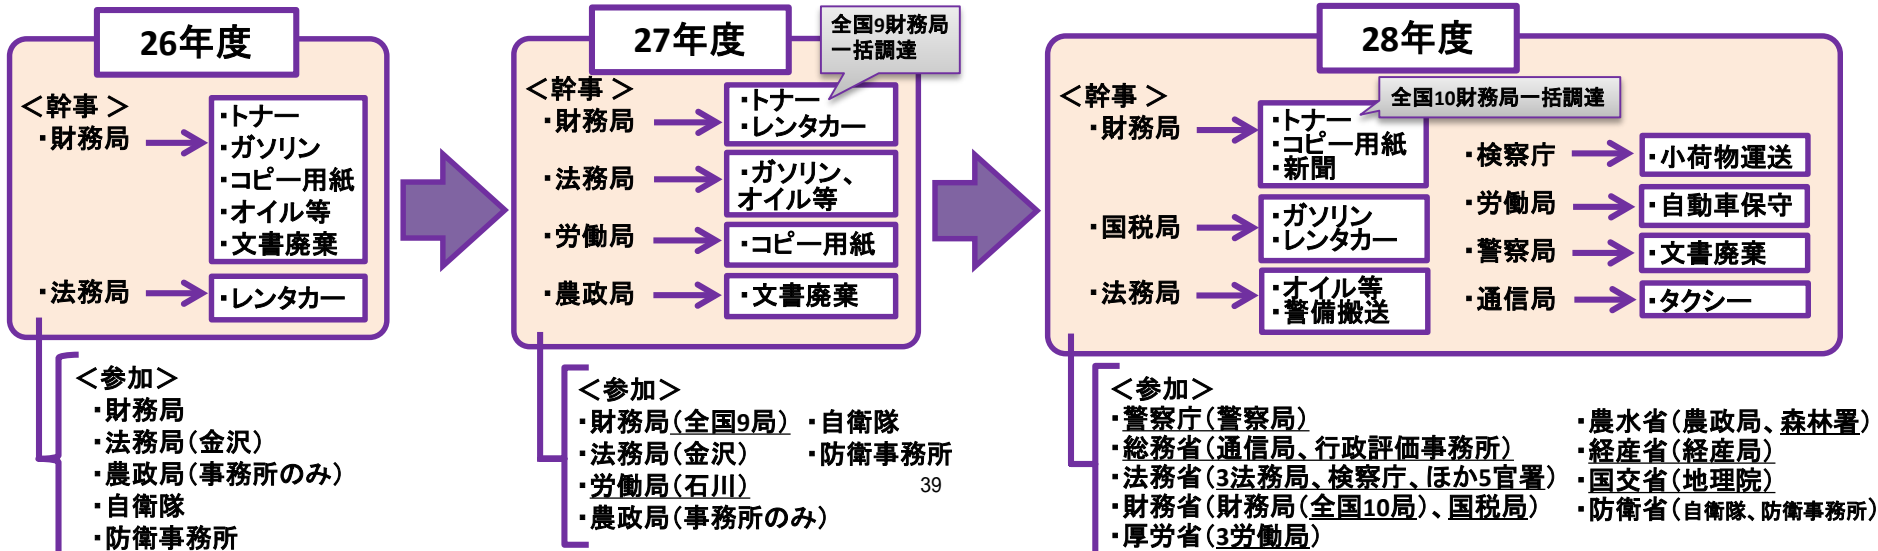 26年度
＜幹事＞
・財務局
・トナー
・ガソリン
・コピー用紙
・オイル等
・文書廃棄
・法務局
・レンタカー
＜参加＞
・財務局
・法務局(金沢)
・農政局(事務所のみ)
・自衛隊
・防衛事務所
27年度
全国9財務局
一括調達
＜幹事＞
・財務局
・トナー
・レンタカー
・法務局
・ガソリン、
オイル等
・労働局
・コピー用紙
・農政局
・文書廃棄
＜参加＞
・財務局(全国9局)
・法務局(金沢)
・労働局(石川)
・農政局(事務所のみ)
・自衛隊
・防衛事務所
39
28年度
全国10財務局一括調達
＜幹事＞
・財務局
・トナー
・コピー用紙
・新聞
・国税局
・ガソリン
・レンタカー
・法務局
・オイル等
・警備搬送
・検察庁
・小荷物運送
・労働局
・自動車保守
・警察局
・文書廃棄
・通信局
・タクシー
＜参加＞
・警察庁(警察局)
・総務省(通信局、行政評価事務所)
・法務省(3法務局、検察庁、ほか5官署)
・財務省(財務局(全国10局)、国税局)
・厚労省(3労働局)
・農水省(農政局、森林署)
・経産省(経産局)
・国交省(地理院)
・防衛省(自衛隊、防衛事務所)